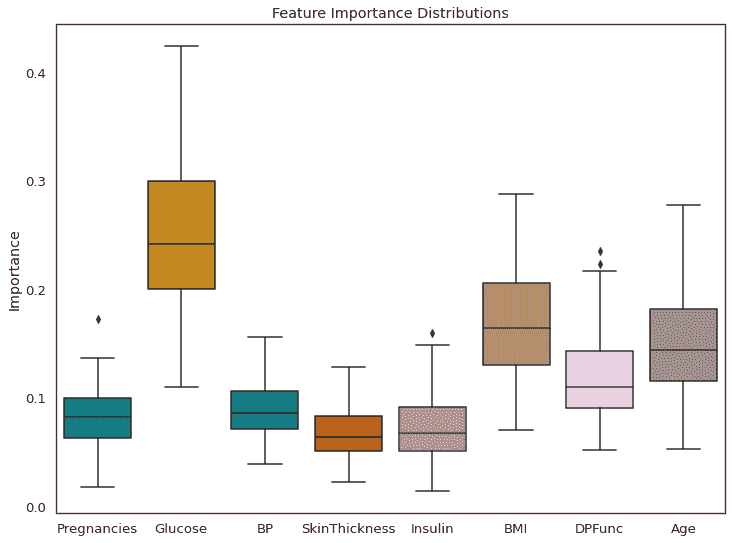 Feature Importance Distributions
Importance
0.4
0.3
0.2
0.1
0.0
Pregnancies Glucose BP SkinThickness Insulin BMI DPFunc Age